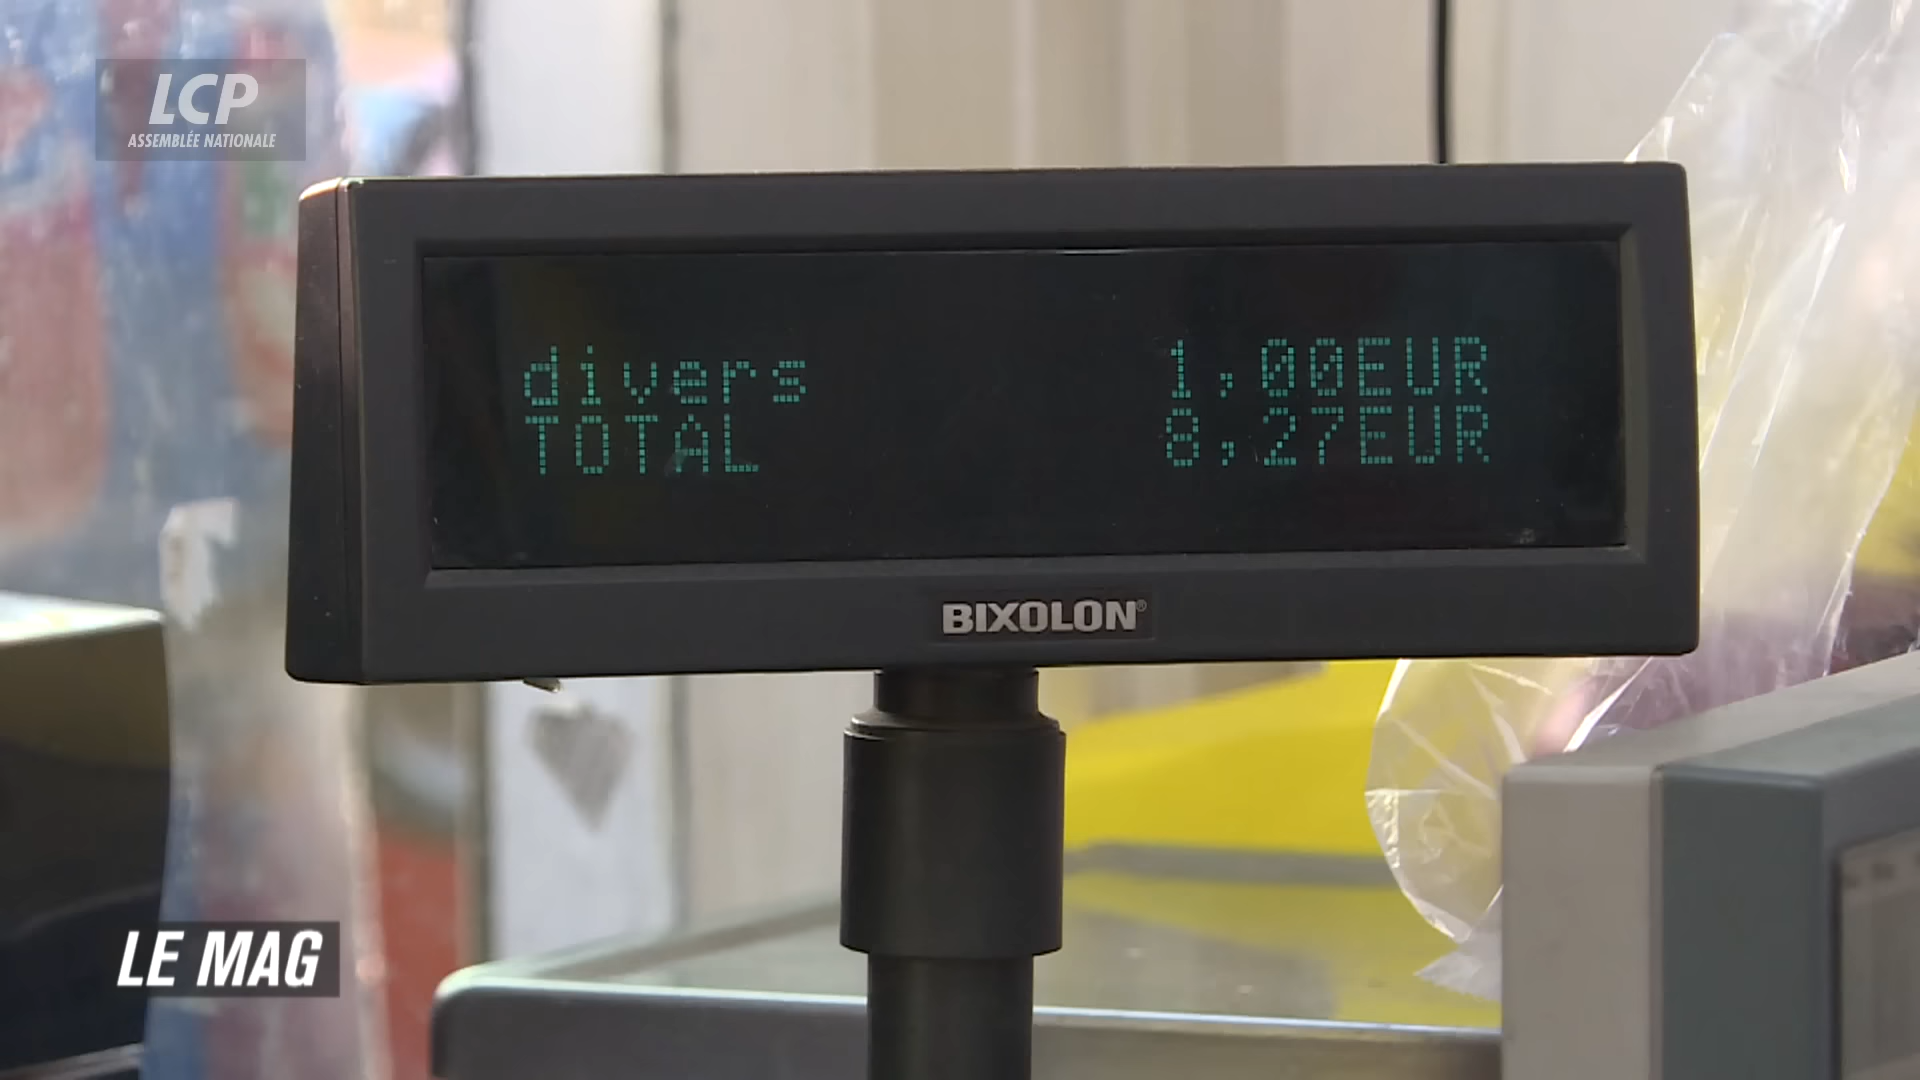 LCP
ASSEMBLÉE NATIONALE
divers 1,00EUR
TOTAL 8,27EUR
BIXOLON®
LE MAG